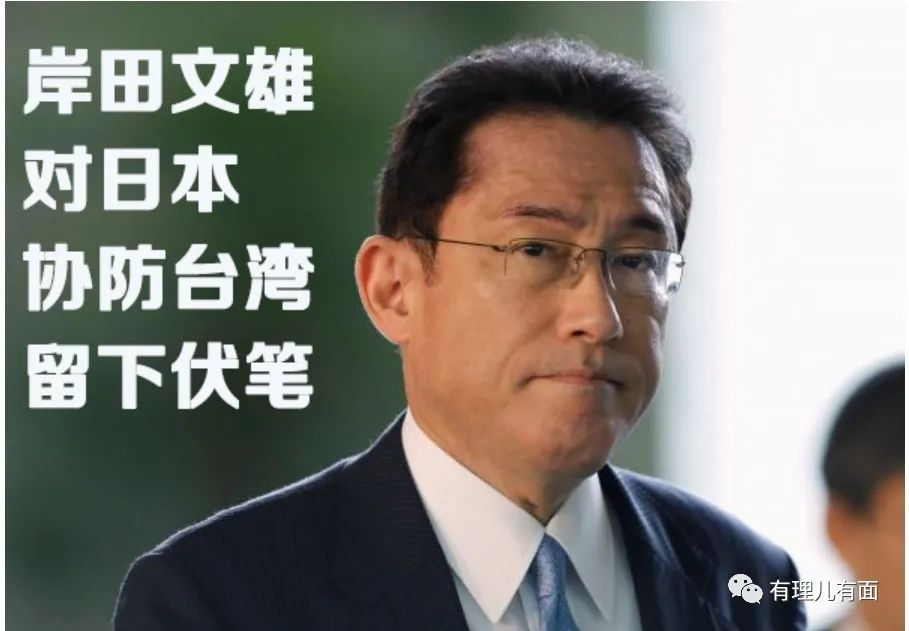 岸田文雄
对日本
协防台湾
留下伏笔
有理儿有面